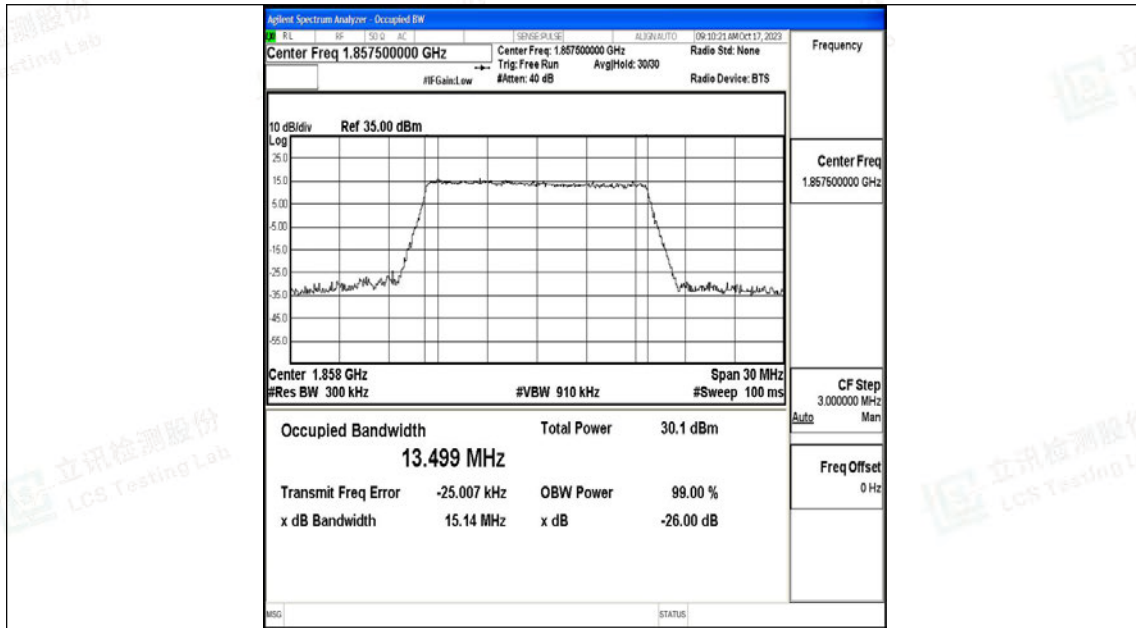 Agilent Spectrum Analyzer - Occupied BW
RL RF 50 Ω AC SENSE:PULSE ALIGN AUTO 09:10:21 AM Oct 17, 2023
Center Freq 1.857500000 GHz
Center Freq: 1.857500000 GHz
Radio Std: None
Trig: Free Run Avg|Hold: 30/30
#IFGain:Low #Atten: 40 dB Radio Device: BTS
10 dB/div Ref 35.00 dBm
Log
25.0
15.0
5.00
-5.00
-15.0
-25.0
-35.0
-45.0
-55.0
Center 1.858 GHz Span 30 MHz
#Res BW 300 kHz #VBW 910 kHz #Sweep 100 ms
Occupied Bandwidth Total Power 30.1 dBm
13.499 MHz
Transmit Freq Error -25.007 kHz OBW Power 99.00 %
x dB Bandwidth 15.14 MHz x dB -26.00 dB
MSG STATUS
Frequency
Center Freq
1.857500000 GHz
CF Step
3.000000 MHz
Auto Man
Freq Offset
0 Hz
立讯检测股份
LCS Testing Lab
立讯检测股份